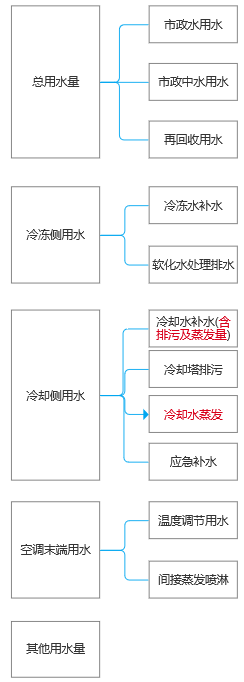 总用水量
市政水用水
市政中水用水
再回收用水
冷冻侧用水
冷冻水补水
软化水处理排水
冷却侧用水
冷却水补水(含
排污及蒸发量)
冷却塔排污
冷却水蒸发
应急补水
空调末端用水
温度调节用水
间接蒸发喷淋
其他用水量